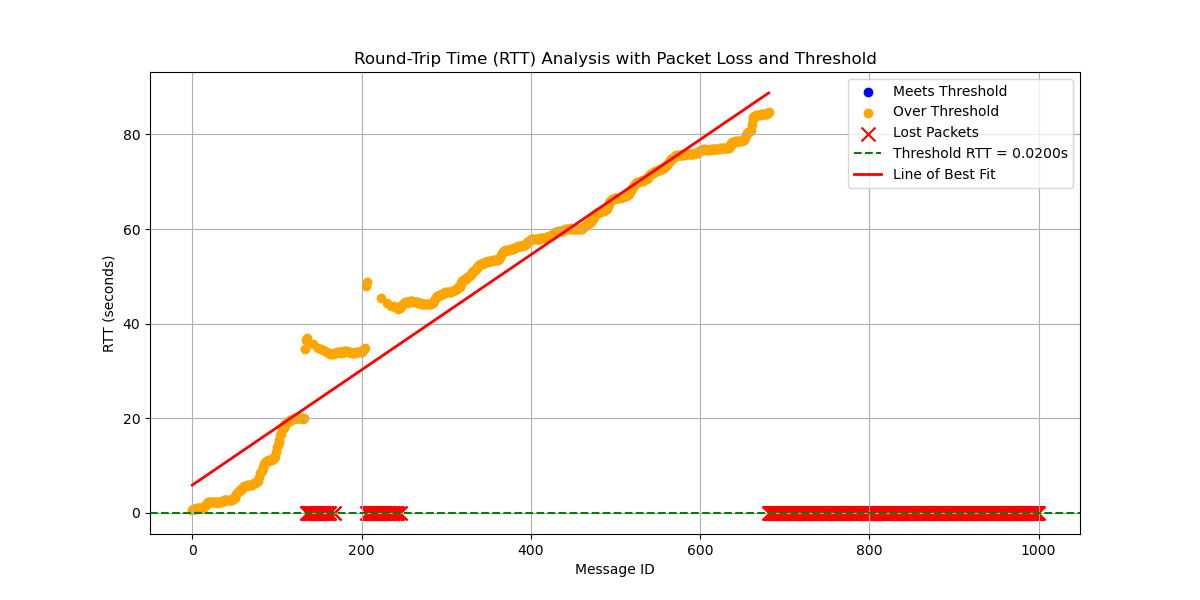 Round-Trip Time (RTT) Analysis with Packet Loss and Threshold
Meets Threshold
Over Threshold
Lost Packets
Threshold RTT = 0.0200s
Line of Best Fit
RTT (seconds)
80
60
40
20
0
0 200 400 600 800 1000
Message ID